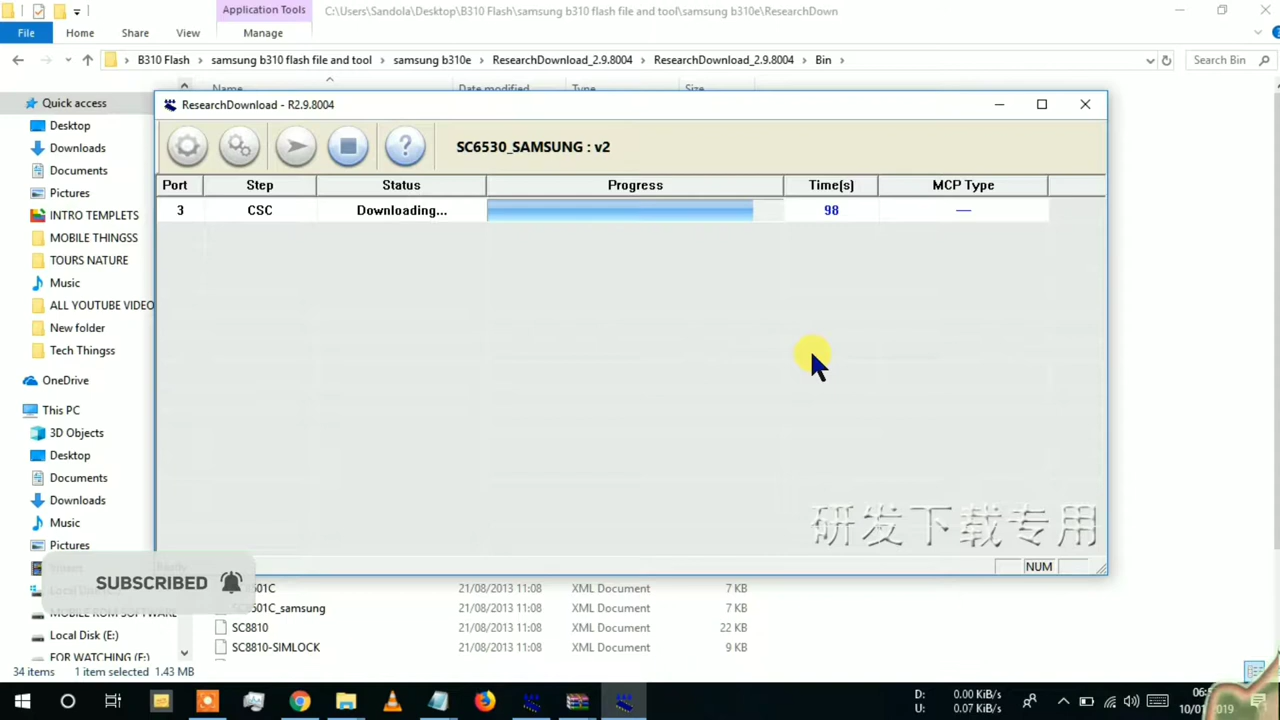 Application Tools
C:\Users\Sandola\Desktop\B310 Flash\samsung b310 flash file and tool\samsung b310e\ResearchDown
File Home Share View Manage
B310 Flash samsung b310 flash file and tool samsung b310e ResearchDownload_2.9.8004 ResearchDownload_2.9.8004 Bin
Search Bin
Name Date modified Type Size
Quick access
Desktop
Downloads
Documents
Pictures
INTRO TEMPLETS
MOBILE THINGSS
TOURS NATURE
Music
ALL YOUTUBE VIDEO
New folder
Tech Thingss
OneDrive
This PC
3D Objects
Desktop
Documents
Downloads
Music
Pictures
SUBSCRIBED
MOBILE ROM SOFTWARE
Local Disk (E:)
FOR WATCHING (F:)
ResearchDownload - R2.9.8004
SC6530_SAMSUNG : v2
Port Step Status Progress Time(s) MCP Type
3 CSC Downloading... 98 —
研发下载专用
NUM
21/08/2013 11:08 XML Document 7 KB
21/08/2013 11:08 XML Document 7 KB
SC8810 21/08/2013 11:08 XML Document 22 KB
SC8810-SIMLOCK 21/08/2013 11:08 XML Document 9 KB
34 items 1 item selected 1.43 MB
D: 0.00 KiB/s
U: 0.07 KiB/s